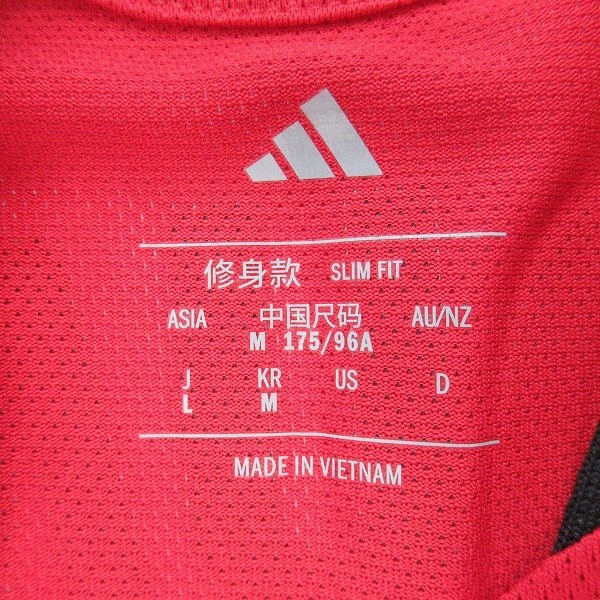 修身款 SLIM FIT
ASIA 中国尺码 AU/NZ
M 175/96A
J KR US D
L M
MADE IN VIETNAM